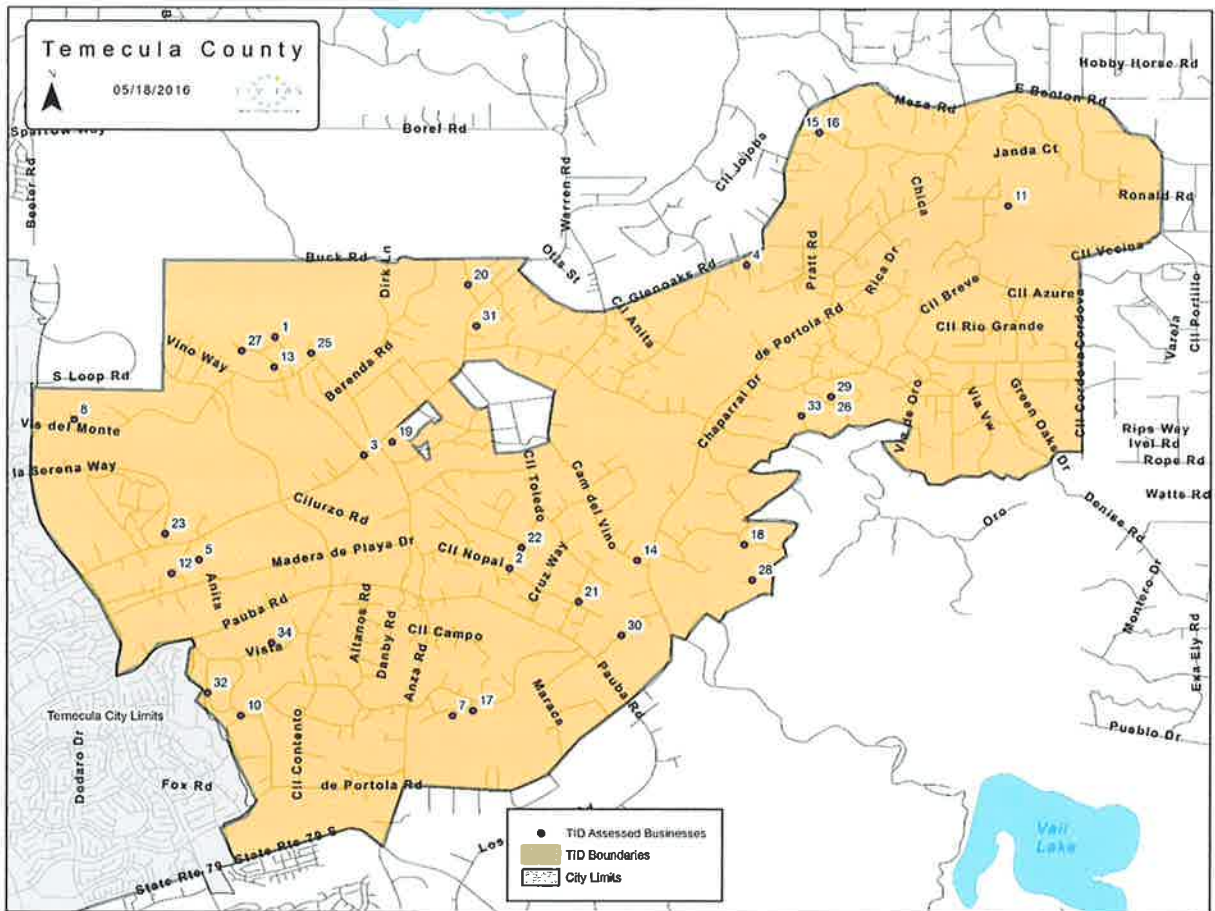 Temecula County
N
05/18/2016
CIVITAS
Hobby Horse Rd
Mesa Rd
E Benton Rd
Borel Rd
15 16
Janda Ct
Cll Jojoba
Beeler Rd
Warren Rd
Chica
11
Ronald Rd
Buck Rd
Dirk Ln
Otis St
Cll Vecina
4
Pratt Rd
Rica Dr
20
C Glenoaks Rd
Cll Breve
Cll Azure
Cll Portillo
31
Cll Anita
de Portola Rd
Cll Rio Grande
Varela
1
27
25
Vino Way
13
Berenda Rd
S Loop Rd
Chaparral Dr
29
26
33
Via de Oro
Via Vw
Green Oaks Dr
Cll Cordova Cordova
8
Via del Monte
Rips Way
Ivel Rd
Rope Rd
19
3
la Serena Way
Cll Toledo
Cam del Vino
Watts Rd
Cilurzo Rd
Oro
Denise Rd
23
5
12
Madera de Playa Dr
Cll Nopal
22
2
Cruz Way
14
18
28
Anita
Pauba Rd
21
Montero Dr
34
Vista
Altanos Rd
Danby Rd
Cll Campo
30
Exa Ely Rd
32
Anza Rd
Pauba Rd
10
7
17
Maraca
Temecula City Limits
Pueblo Dr
Dodaro Dr
Cll Contento
Fox Rd
de Portola Rd
Vail
Lake
State Rte 79
State Rte 79 S
Los
TID Assessed Businesses
TID Boundaries
City Limits